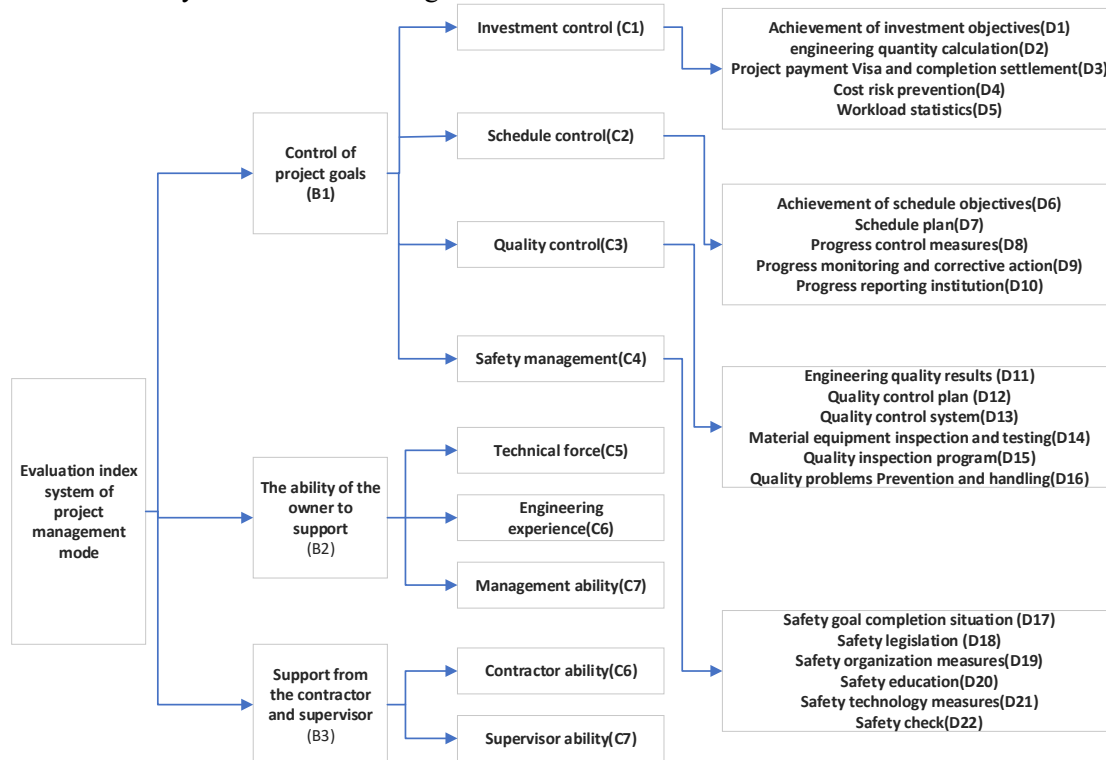 Evaluation index
system of
project
management
mode
Control of
project goals
(B1)
The ability of the
owner to
support
(B2)
Support from
the contractor
and supervisor
(B3)
Investment control (C1)
Schedule control(C2)
Quality control(C3)
Safety management(C4)
Technical force(C5)
Engineering
experience(C6)
Management ability(C7)
Contractor ability(C6)
Supervisor ability(C7)
Achievement of investment objectives(D1)
engineering quantity calculation(D2)
Project payment Visa and completion settlement(D3)
Cost risk prevention(D4)
Workload statistics(D5)
Achievement of schedule objectives(D6)
Schedule plan(D7)
Progress control measures(D8)
Progress monitoring and corrective action(D9)
Progress reporting institution(D10)
Engineering quality results (D11)
Quality control plan (D12)
Quality control system(D13)
Material equipment inspection and testing(D14)
Quality inspection program(D15)
Quality problems Prevention and handling(D16)
Safety goal completion situation (D17)
Safety legislation (D18)
Safety organization measures(D19)
Safety education(D20)
Safety technology measures(D21)
Safety check(D22)